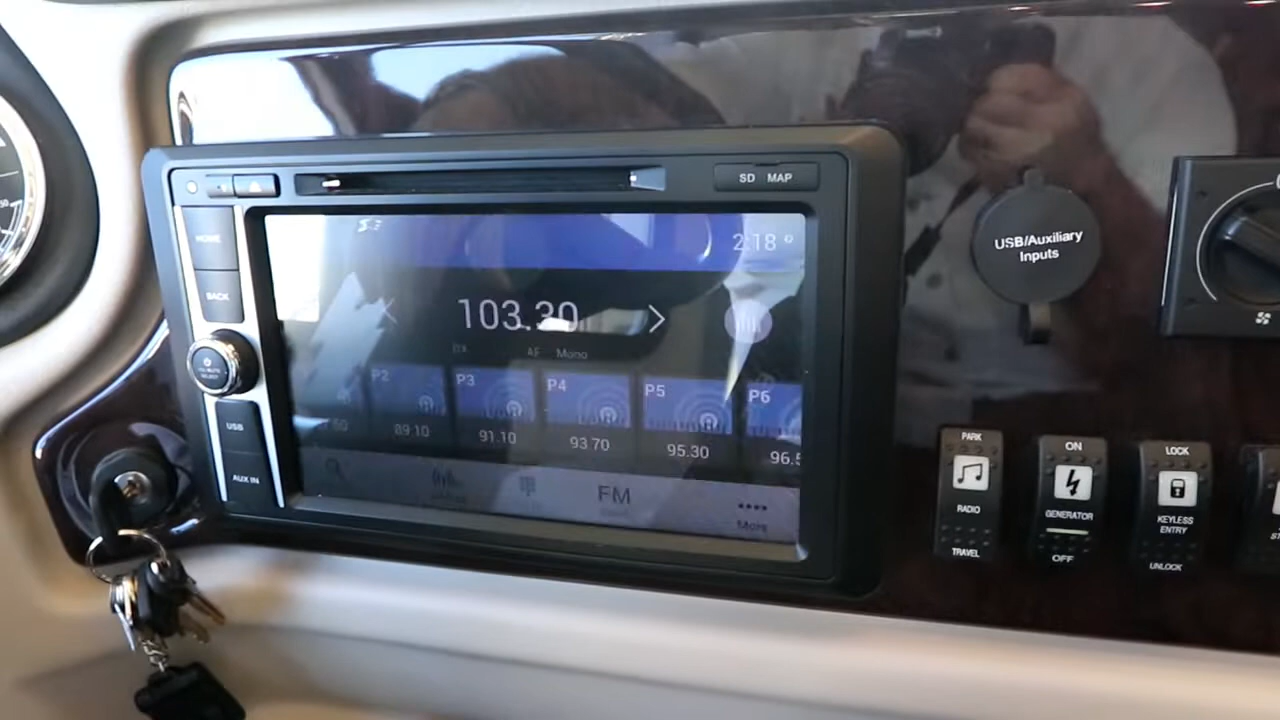 SD MAP
HOME
BACK
USB
AUX IN
2:18
103.30
AF Mono
P2
P3
P4
P5
P6
89.10
91.10
93.70
95.30
96.5
FM
More
USB/Auxiliary
Inputs
PARK
RADIO
TRAVEL
ON
GENERATOR
OFF
LOCK
KEYLESS
ENTRY
UNLOCK